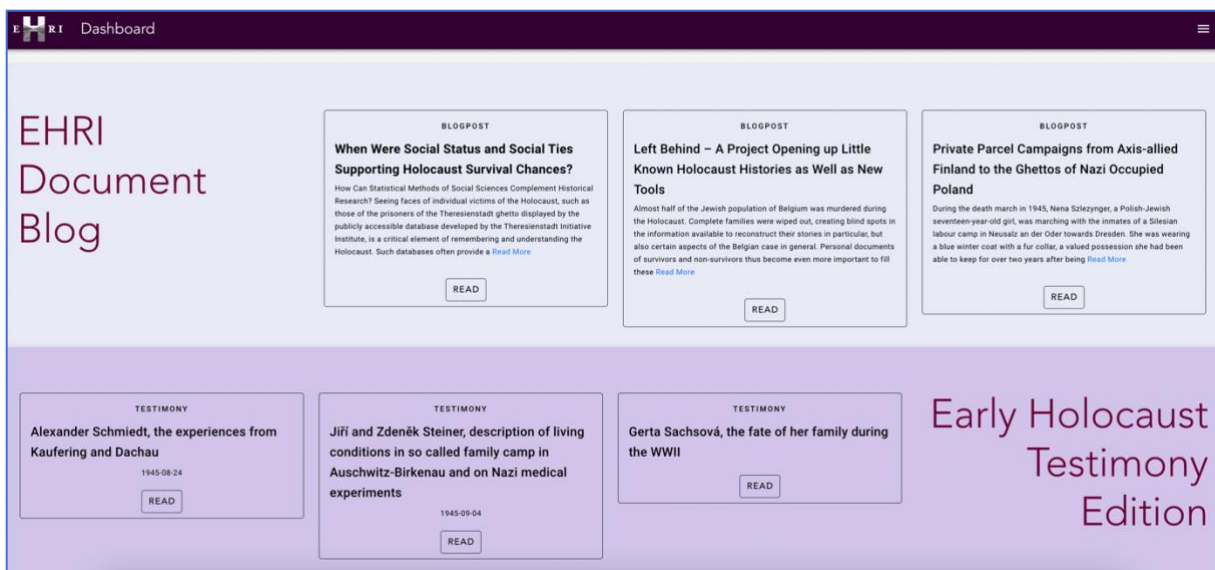 EHRI Dashboard
EHRI
Document
Blog
BLOGPOST
When Were Social Status and Social Ties
Supporting Holocaust Survival Chances?
How Can Statistical Methods of Social Sciences Complement Historical
Research? Seeing faces of individual victims of the Holocaust, such as
those of the prisoners of the Theresienstadt ghetto displayed by the
publicly accessible database developed by the Theresienstadt Initiative
Institute, is a critical element of remembering and understanding the
Holocaust. Such databases often provide a Read More
READ
BLOGPOST
Left Behind – A Project Opening up Little
Known Holocaust Histories as Well as New
Tools
Almost half of the Jewish population of Belgium was murdered during
the Holocaust. Complete families were wiped out, creating blind spots in
the information available to reconstruct their stories in particular, but
also certain aspects of the Belgian case in general. Personal documents
of survivors and non-survivors thus become even more important to fill
these Read More
READ
BLOGPOST
Private Parcel Campaigns from Axis-allied
Finland to the Ghettos of Nazi Occupied
Poland
During the death march in 1945, Nena Szlezynger, a Polish-Jewish
seventeen-year-old girl, was marching with the inmates of a Silesian
labour camp in Neusalz an der Oder towards Dresden. She was wearing
a blue winter coat with a fur collar, a valued possession she had been
able to keep for over two years after being Read More
READ
TESTIMONY
Alexander Schmiedt, the experiences from
Kaufering and Dachau
1945-08-24
READ
TESTIMONY
Jiří and Zdeněk Steiner, description of living
conditions in so called family camp in
Auschwitz-Birkenau and on Nazi medical
experiments
1945-09-04
READ
TESTIMONY
Gerta Sachsová, the fate of her family during
the WWII
READ
Early Holocaust
Testimony
Edition